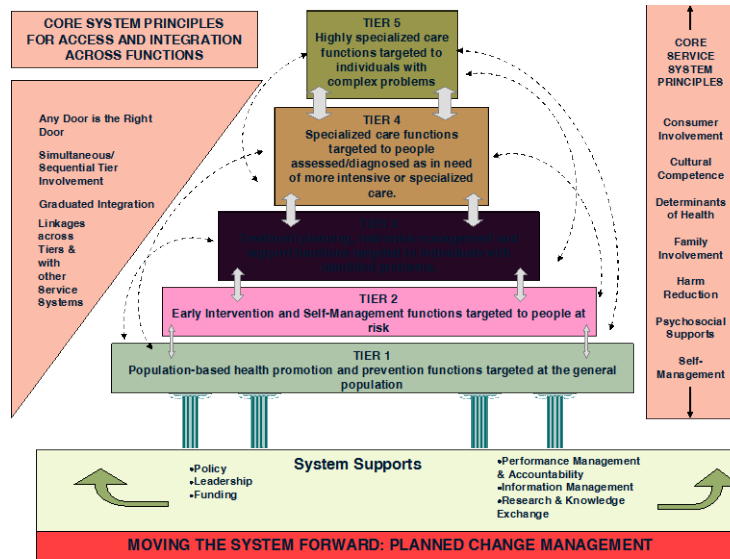 CORE SYSTEM PRINCIPLES
FOR ACCESS AND INTEGRATION
ACROSS FUNCTIONS
Any Door is the Right
Door
Simultaneous/
Sequential Tier
Involvement
Graduated Integration
Linkages
across
Tiers &
with
other
Service
Systems
TIER 5
Highly specialized care
functions targeted to
individuals with
complex problems
TIER 4
Specialized care functions
targeted to people
assessed/diagnosed as in need
of more intensive or specialized
care.
TIER 2
Early Intervention and Self-Management functions targeted to people at
risk
TIER 1
Population-based health promotion and prevention functions targeted at the general
population
CORE
SERVICE
SYSTEM
PRINCIPLES
Consumer
Involvement
Cultural
Competence
Determinants
of Health
Family
Involvement
Harm
Reduction
Psychosocial
Supports
Self-
Management
System Supports
•Policy
•Leadership
•Funding
•Performance Management
& Accountability
•Information Management
•Research & Knowledge
Exchange
MOVING THE SYSTEM FORWARD: PLANNED CHANGE MANAGEMENT